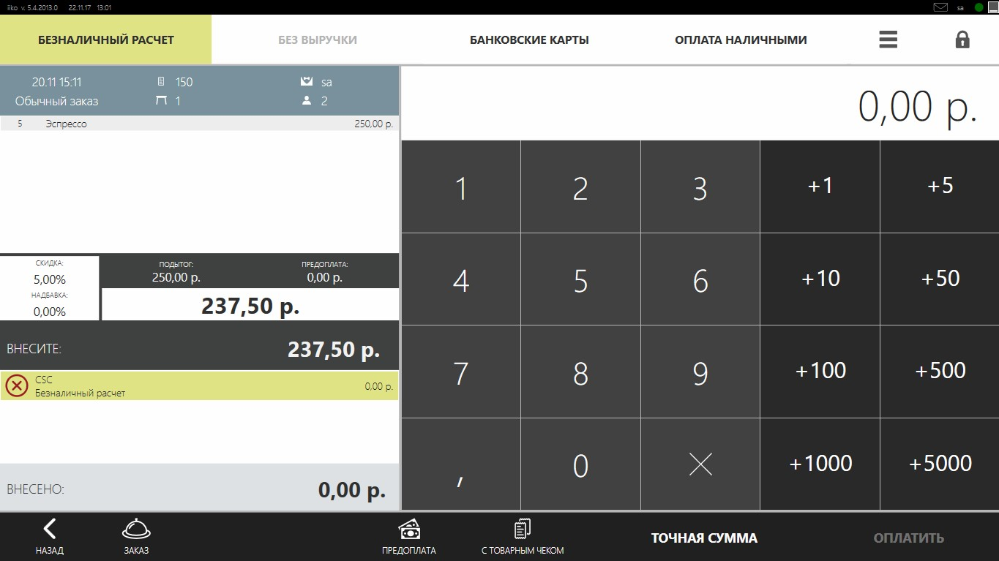 iiko v. 5.4.2013.0 22.11.17 13:01 sa
БЕЗНАЛИЧНЫЙ РАСЧЕТ БЕЗ ВЫРУЧКИ БАНКОВСКИЕ КАРТЫ ОПЛАТА НАЛИЧНЫМИ
20.11 15:11 150 sa
Обычный заказ 1 2
5 Эспрессо 250,00 р.
СКИДКА:
5,00%
НАДБАВКА:
0,00%
ПОДЫТОГ: ПРЕДОПЛАТА:
250,00 р. 0,00 р.
237,50 р.
ВНЕСИТЕ: 237,50 р.
CSC
Безналичный расчет 0,00 р.
ВНЕСЕНО: 0,00 р.
0,00 р.
1 2 3 +1 +5
4 5 6 +10 +50
7 8 9 +100 +500
, 0 +1000 +5000
НАЗАД ЗАКАЗ ПРЕДОПЛАТА С ТОВАРНЫМ ЧЕКОМ ТОЧНАЯ СУММА ОПЛАТИТЬ